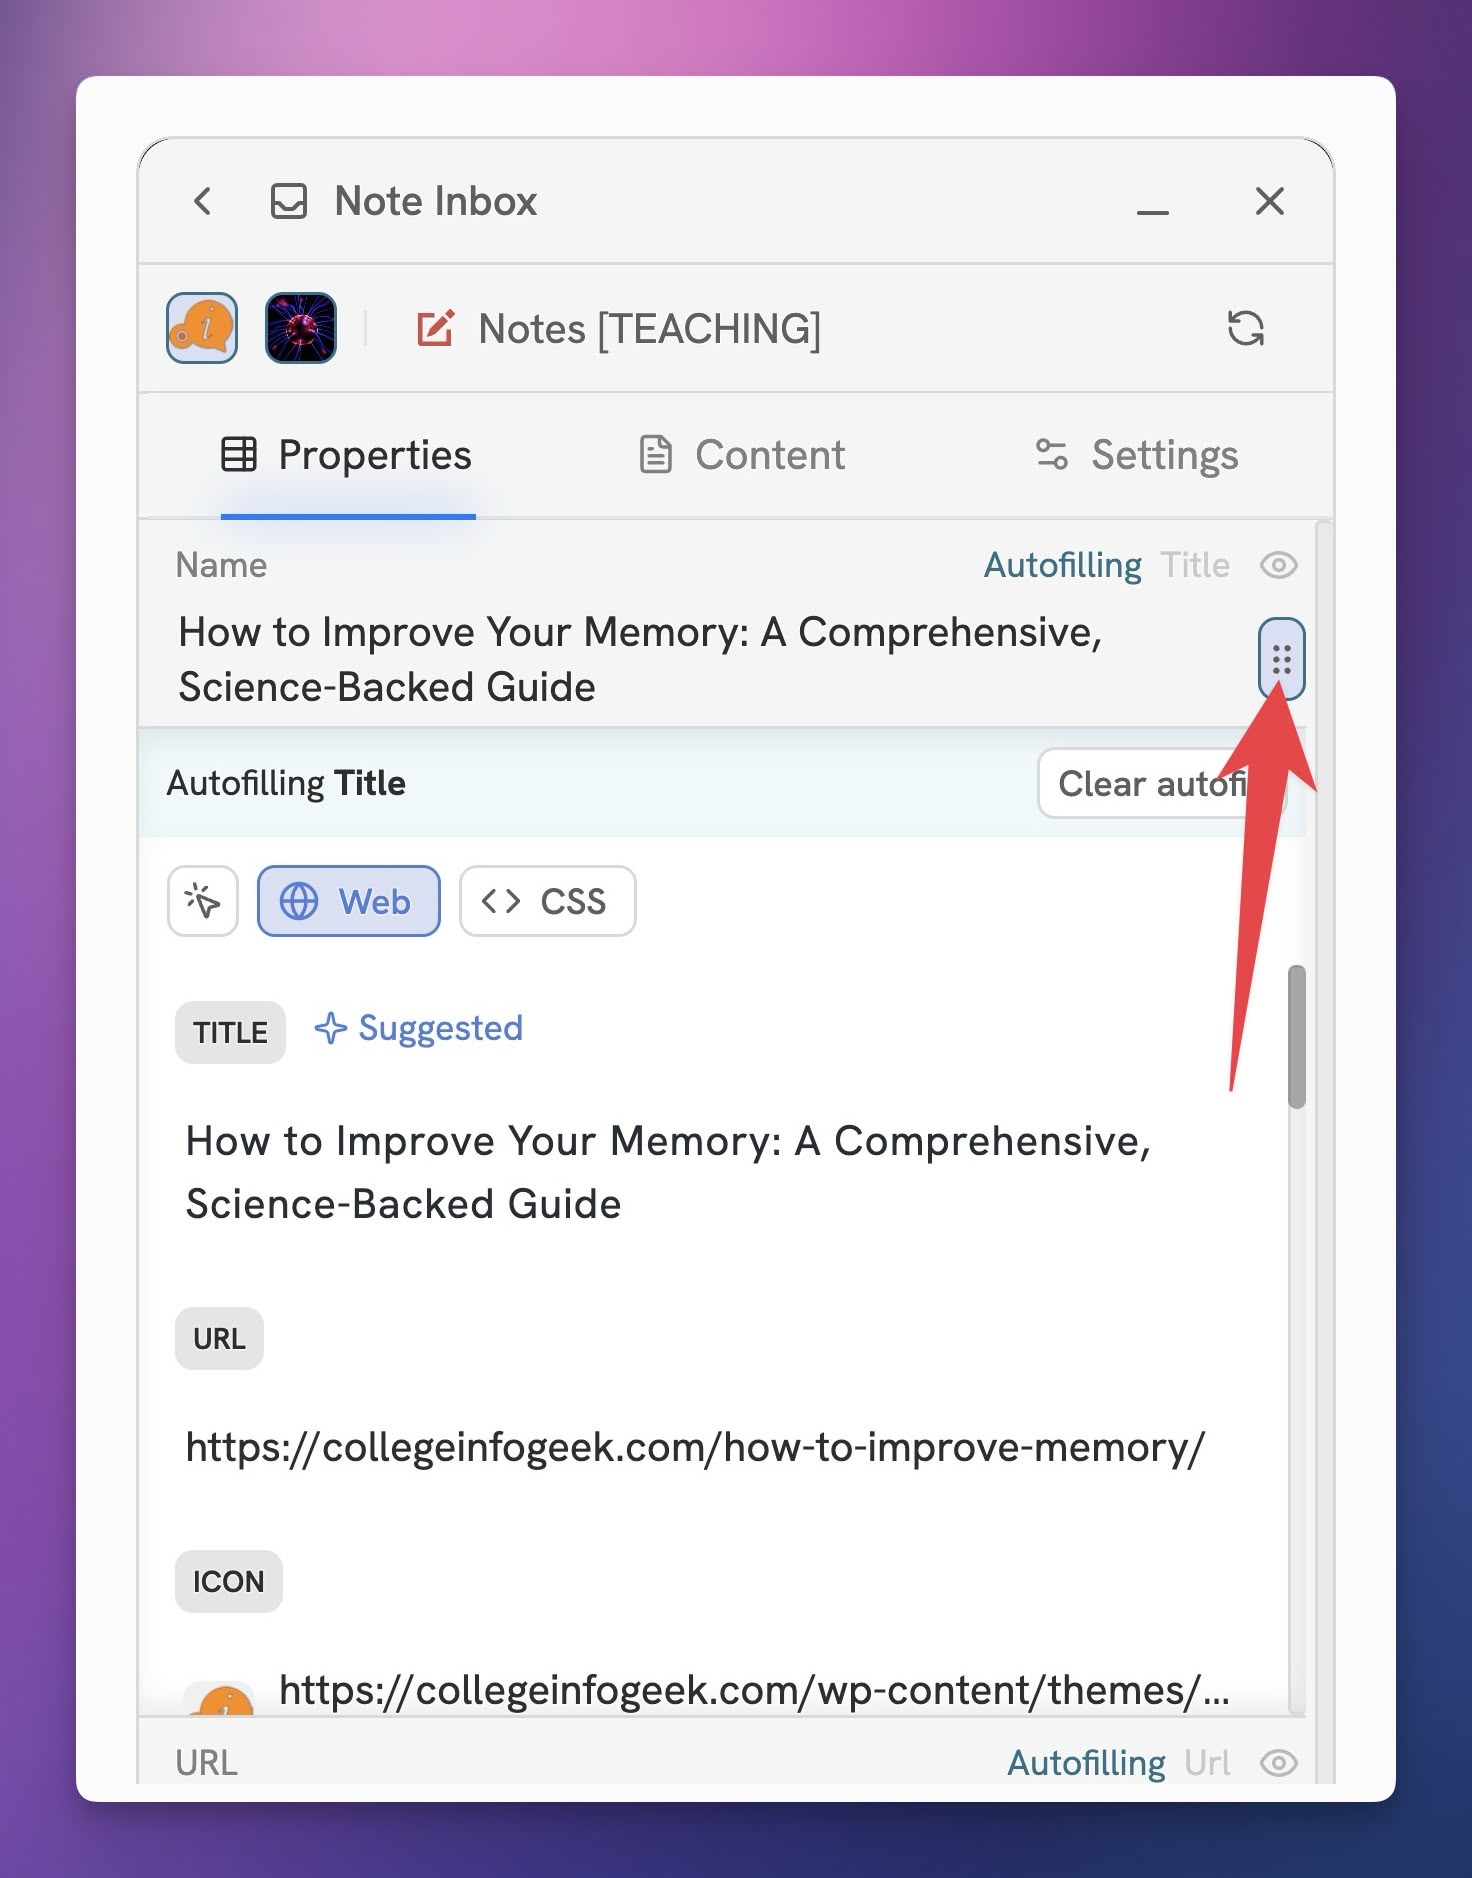 Note Inbox
Notes [TEACHING]
Properties
Content
Settings
Name
Autofilling Title
How to Improve Your Memory: A Comprehensive,
Science-Backed Guide
Autofilling Title
Clear autofi
Web
CSS
TITLE
Suggested
How to Improve Your Memory: A Comprehensive,
Science-Backed Guide
URL
https://collegeinfogeek.com/how-to-improve-memory/
ICON
https://collegeinfogeek.com/wp-content/themes/...
URL
Autofilling Url